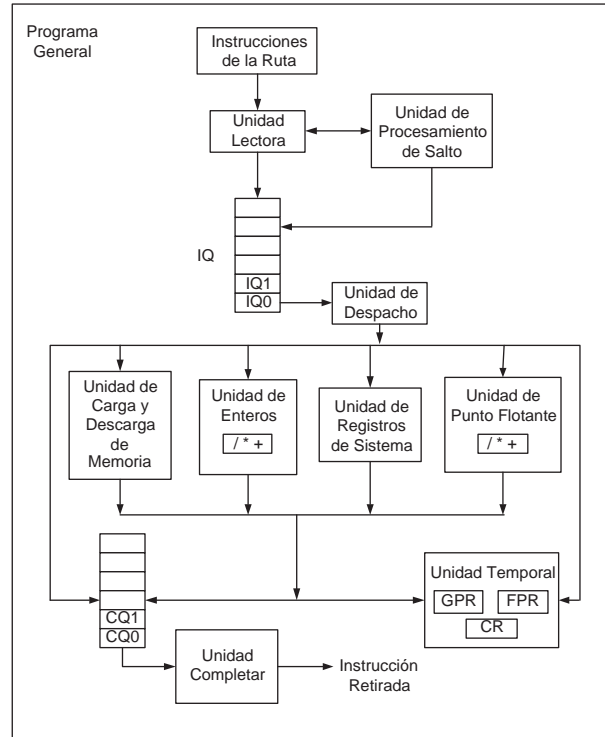 Programa
General
Instrucciones
de la Ruta
Unidad
Lectora
Unidad de
Procesamiento
de Salto
IQ
IQ1
IQ0
Unidad de
Despacho
Unidad de
Carga y
Descarga
de
Memoria
Unidad de
Enteros
/ * +
Unidad de
Registros
de Sistema
Unidad de
Punto Flotante
/ * +
CQ1
CQ0
Unidad Temporal
GPR
FPR
CR
Unidad
Completar
Instrucción
Retirada